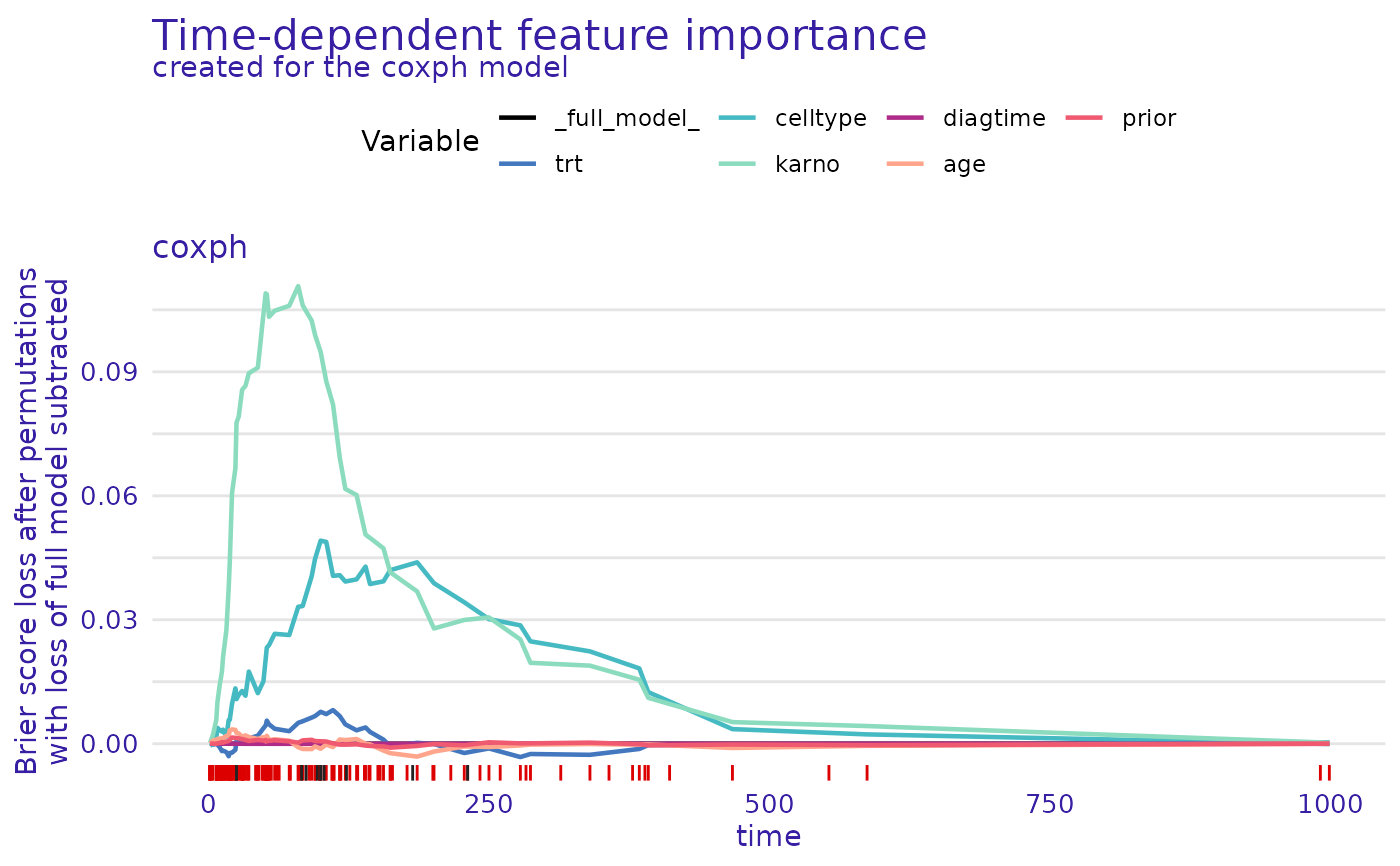 Time-dependent feature importance
created for the coxph model
Variable
_full_model_ celltype diagtime prior
trt karno age
coxph
Brier score loss after permutations
with loss of full model subtracted
0.09
0.06
0.03
0.00
0 250 500 750 1000
time